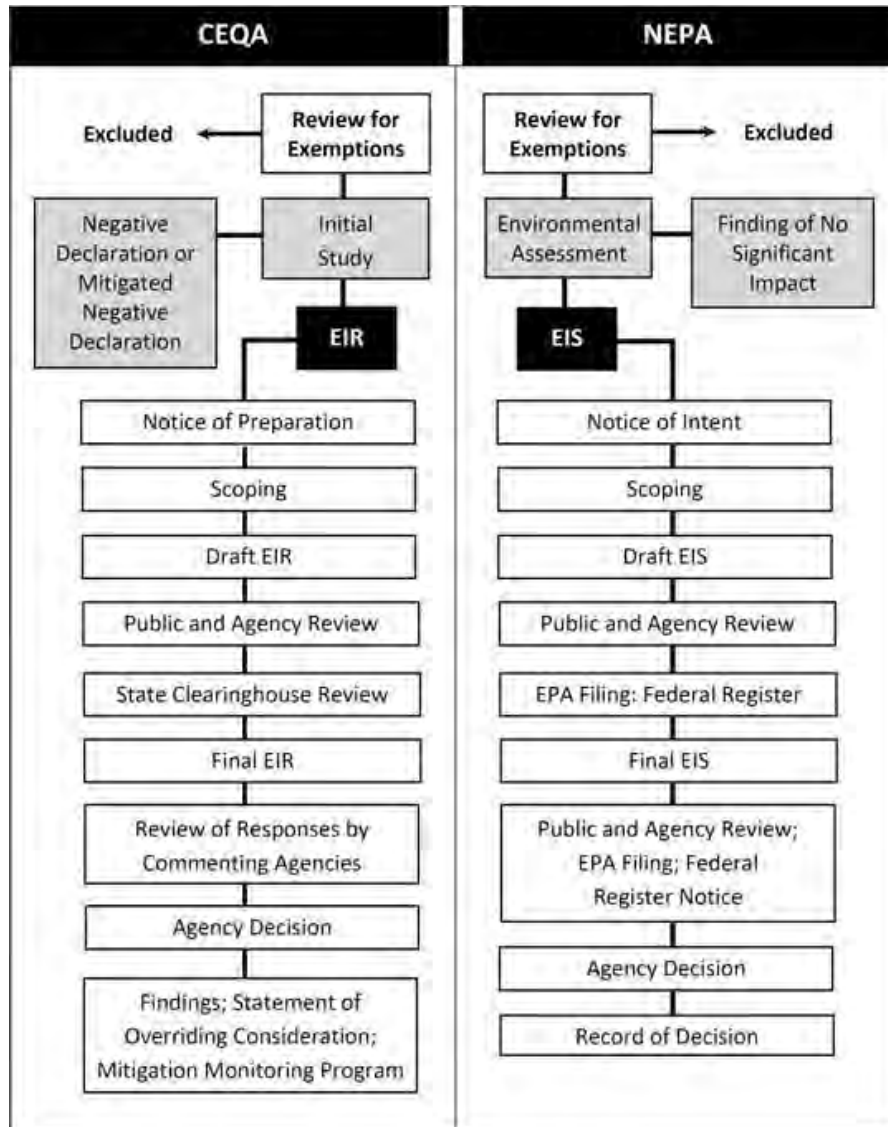 CEQA
Excluded
Review for
Exemptions
Negative
Declaration or
Mitigated
Negative
Declaration
Initial
Study
EIR
Notice of Preparation
Scoping
Draft EIR
Public and Agency Review
State Clearinghouse Review
Final EIR
Review of Responses by
Commenting Agencies
Agency Decision
Findings; Statement of
Overriding Consideration;
Mitigation Monitoring Program
NEPA
Review for
Exemptions
Excluded
Environmental
Assessment
Finding of No
Significant
Impact
EIS
Notice of Intent
Scoping
Draft EIS
Public and Agency Review
EPA Filing: Federal Register
Final EIS
Public and Agency Review;
EPA Filing; Federal
Register Notice
Agency Decision
Record of Decision